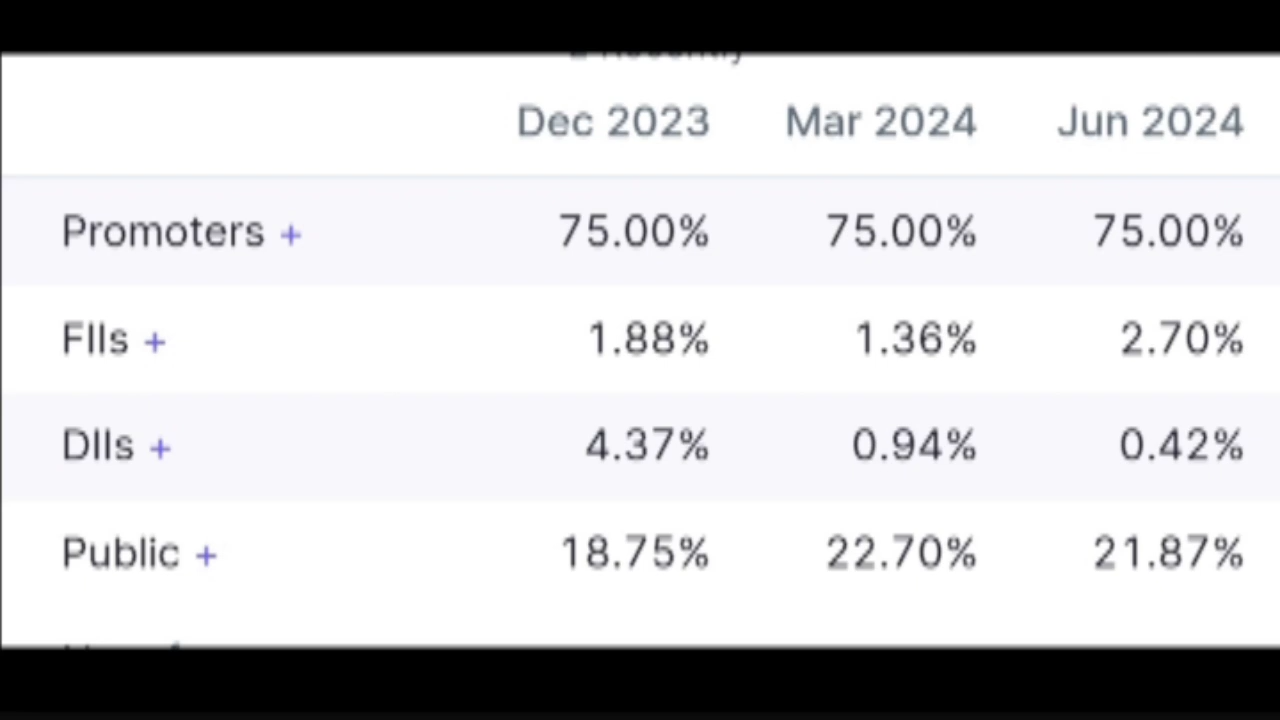 Dec 2023 Mar 2024 Jun 2024
Promoters + 75.00% 75.00% 75.00%
FIIs + 1.88% 1.36% 2.70%
DIIs + 4.37% 0.94% 0.42%
Public + 18.75% 22.70% 21.87%